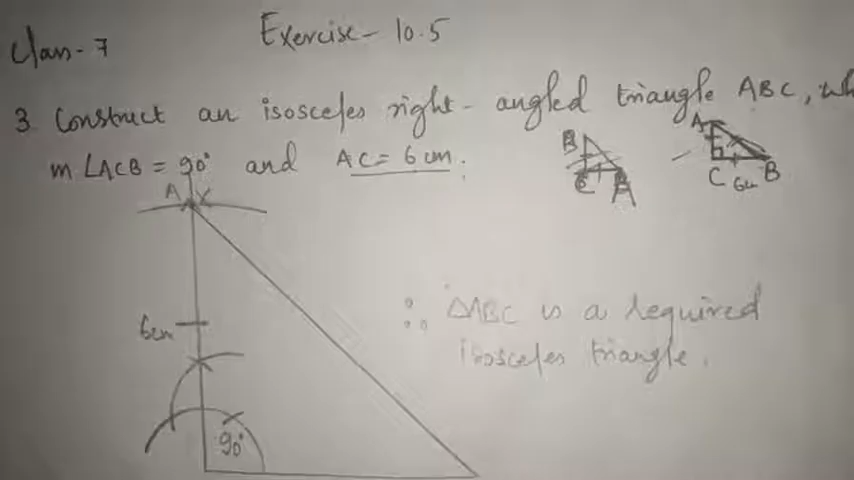 Class-7
Exercise- 10.5
3 Construct an isosceles right-angled triangle ABC, wh
m∠ACB = 90° and AC = 6 cm.
B
C
A
A
C 6cm B
A X
6cm
∴ △ABC is a required
isosceles triangle.
90°